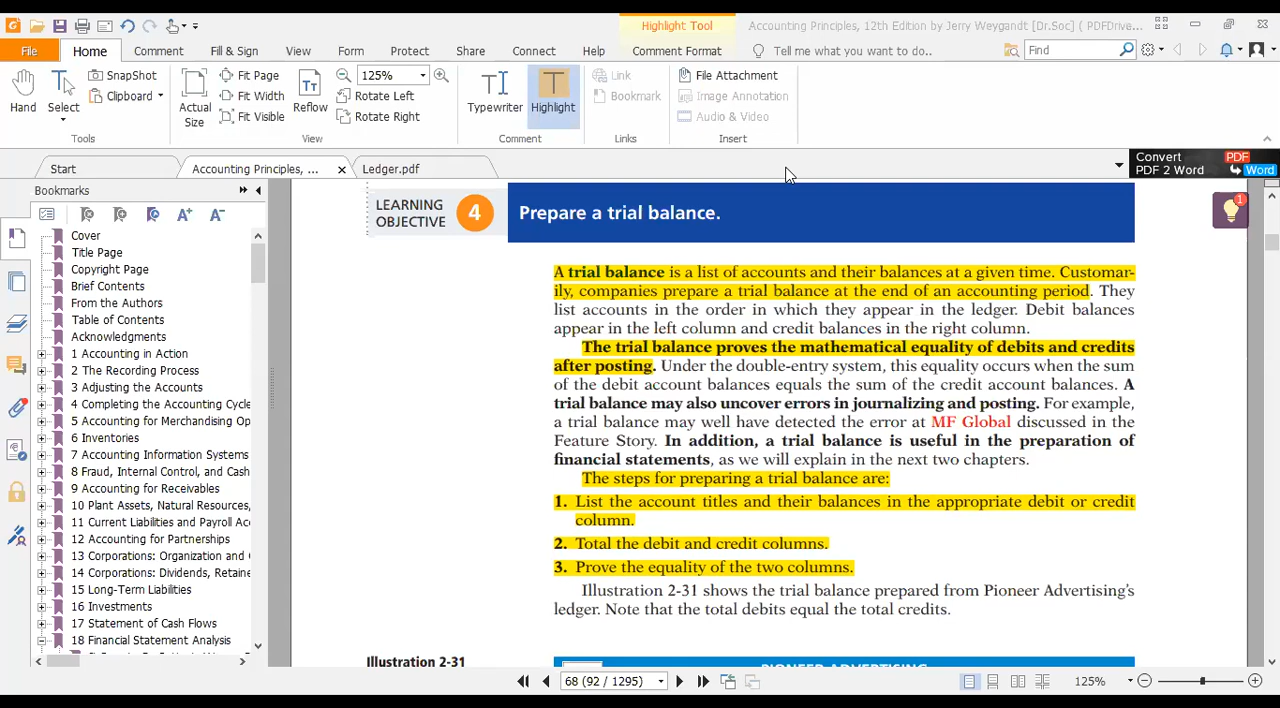 Highlight Tool
Accounting Principles, 12th Edition by Jerry Weygandt [Dr.Soc] ( PDFDrive...
File Home Comment Fill & Sign View Form Protect Share Connect Help Comment Format Tell me what you want to do.. Find
Hand
Select
SnapShot
Clipboard
Tools
Actual Size
Fit Page
Fit Width
Fit Visible
Reflow
125%
Rotate Left
Rotate Right
View
Typewriter
Highlight
Comment
Link
Bookmark
Links
File Attachment
Image Annotation
Audio & Video
Insert
Start
Accounting Principles, ...
Ledger.pdf
Convert PDF
PDF 2 Word Word
Bookmarks
Cover
Title Page
Copyright Page
Brief Contents
From the Authors
Table of Contents
Acknowledgments
1 Accounting in Action
2 The Recording Process
3 Adjusting the Accounts
4 Completing the Accounting Cycle
5 Accounting for Merchandising Op
6 Inventories
7 Accounting Information Systems
8 Fraud, Internal Control, and Cash
9 Accounting for Receivables
10 Plant Assets, Natural Resources,
11 Current Liabilities and Payroll Acc
12 Accounting for Partnerships
13 Corporations: Organization and
14 Corporations: Dividends, Retaine
15 Long-Term Liabilities
16 Investments
17 Statement of Cash Flows
18 Financial Statement Analysis
LEARNING
OBJECTIVE 4
Prepare a trial balance.
A trial balance is a list of accounts and their balances at a given time. Customar-
ily, companies prepare a trial balance at the end of an accounting period. They
list accounts in the order in which they appear in the ledger. Debit balances
appear in the left column and credit balances in the right column.
The trial balance proves the mathematical equality of debits and credits
after posting. Under the double-entry system, this equality occurs when the sum
of the debit account balances equals the sum of the credit account balances. A
trial balance may also uncover errors in journalizing and posting. For example,
a trial balance may well have detected the error at MF Global discussed in the
Feature Story. In addition, a trial balance is useful in the preparation of
financial statements, as we will explain in the next two chapters.
The steps for preparing a trial balance are:
1. List the account titles and their balances in the appropriate debit or credit
column.
2. Total the debit and credit columns.
3. Prove the equality of the two columns.
Illustration 2-31 shows the trial balance prepared from Pioneer Advertising's
ledger. Note that the total debits equal the total credits.
Illustration 2-31
PIONEER ADVERTISING
68 (92 / 1295)
125%